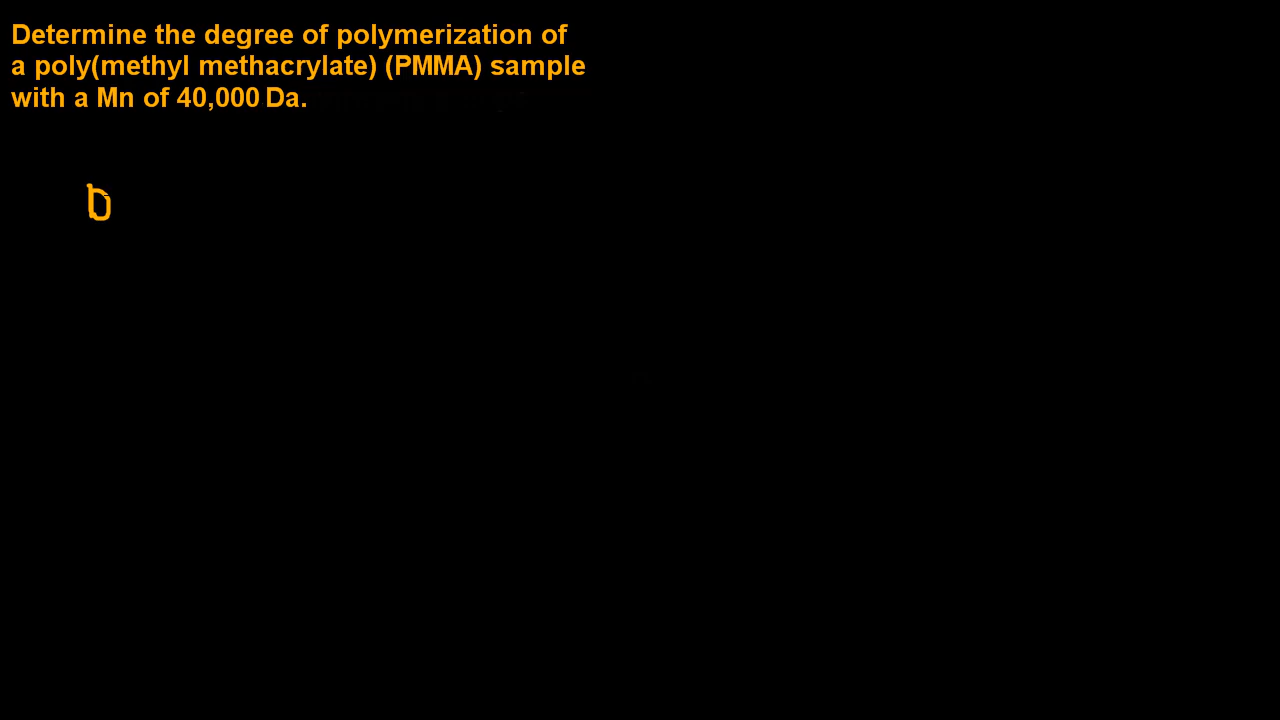 Determine the degree of polymerization of
a poly(methyl methacrylate) (PMMA) sample
with a Mn of 40,000 Da.
D